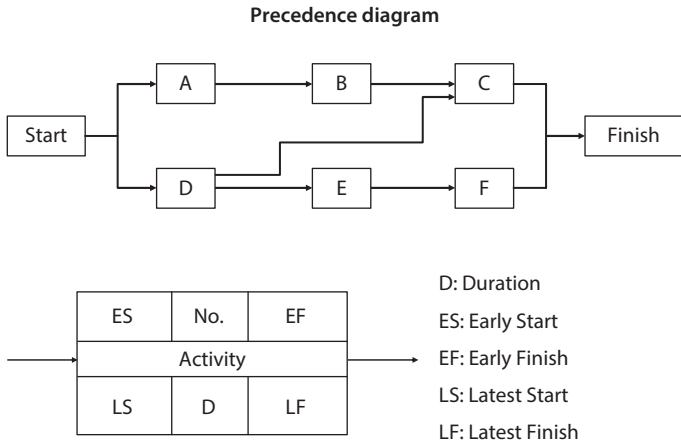 Precedence diagram
A
B
C
Start
Finish
D
E
F
ES
No.
EF
Activity
LS
D
LF
D: Duration
ES: Early Start
EF: Early Finish
LS: Latest Start
LF: Latest Finish